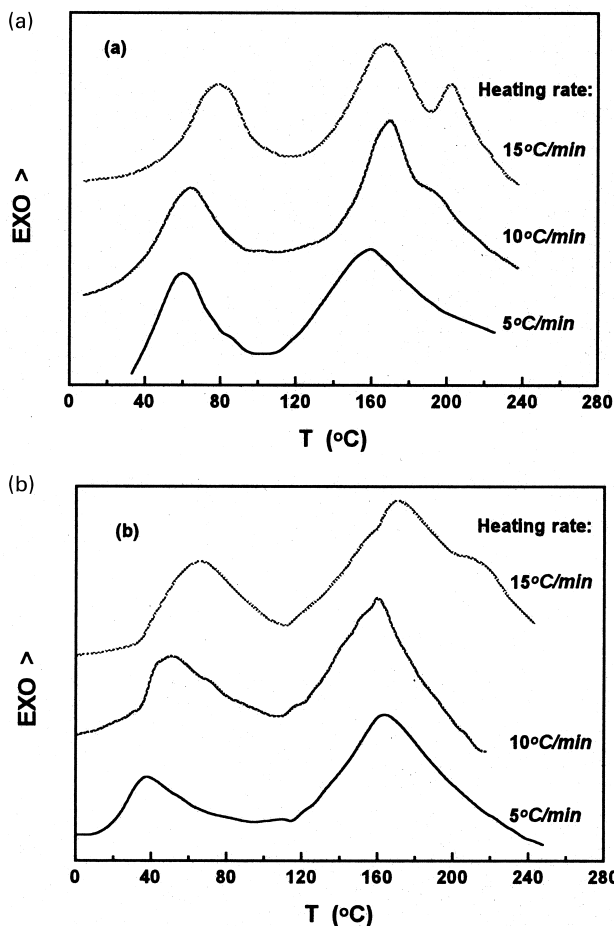 (a)
(a)
Heating rate:
15°C/min
10°C/min
5°C/min
EXO >
0 40 80 120 160 200 240 280
T (°C)
(b)
(b)
Heating rate:
15°C/min
10°C/min
5°C/min
EXO >
0 40 80 120 160 200 240 280
T (°C)